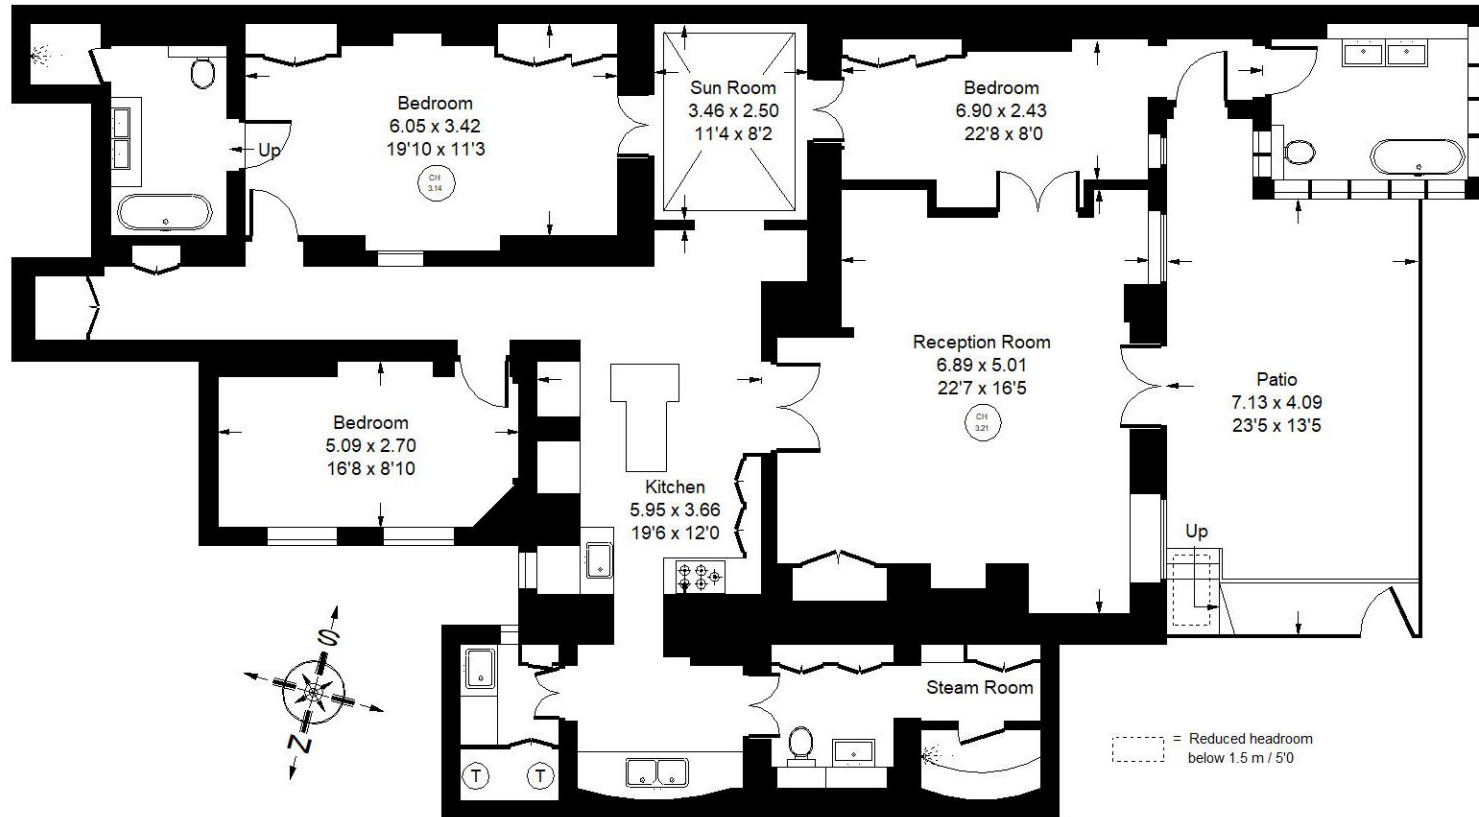 Bedroom
6.05 x 3.42
19'10 x 11'3
CH
3.14
Up
Sun Room
3.46 x 2.50
11'4 x 8'2
Bedroom
6.90 x 2.43
22'8 x 8'0
Reception Room
6.89 x 5.01
22'7 x 16'5
CH
3.21
Patio
7.13 x 4.09
23'5 x 13'5
Bedroom
5.09 x 2.70
16'8 x 8'10
Kitchen
5.95 x 3.66
19'6 x 12'0
Up
S
N
Steam Room
T
T
= Reduced headroom
below 1.5 m / 5'0